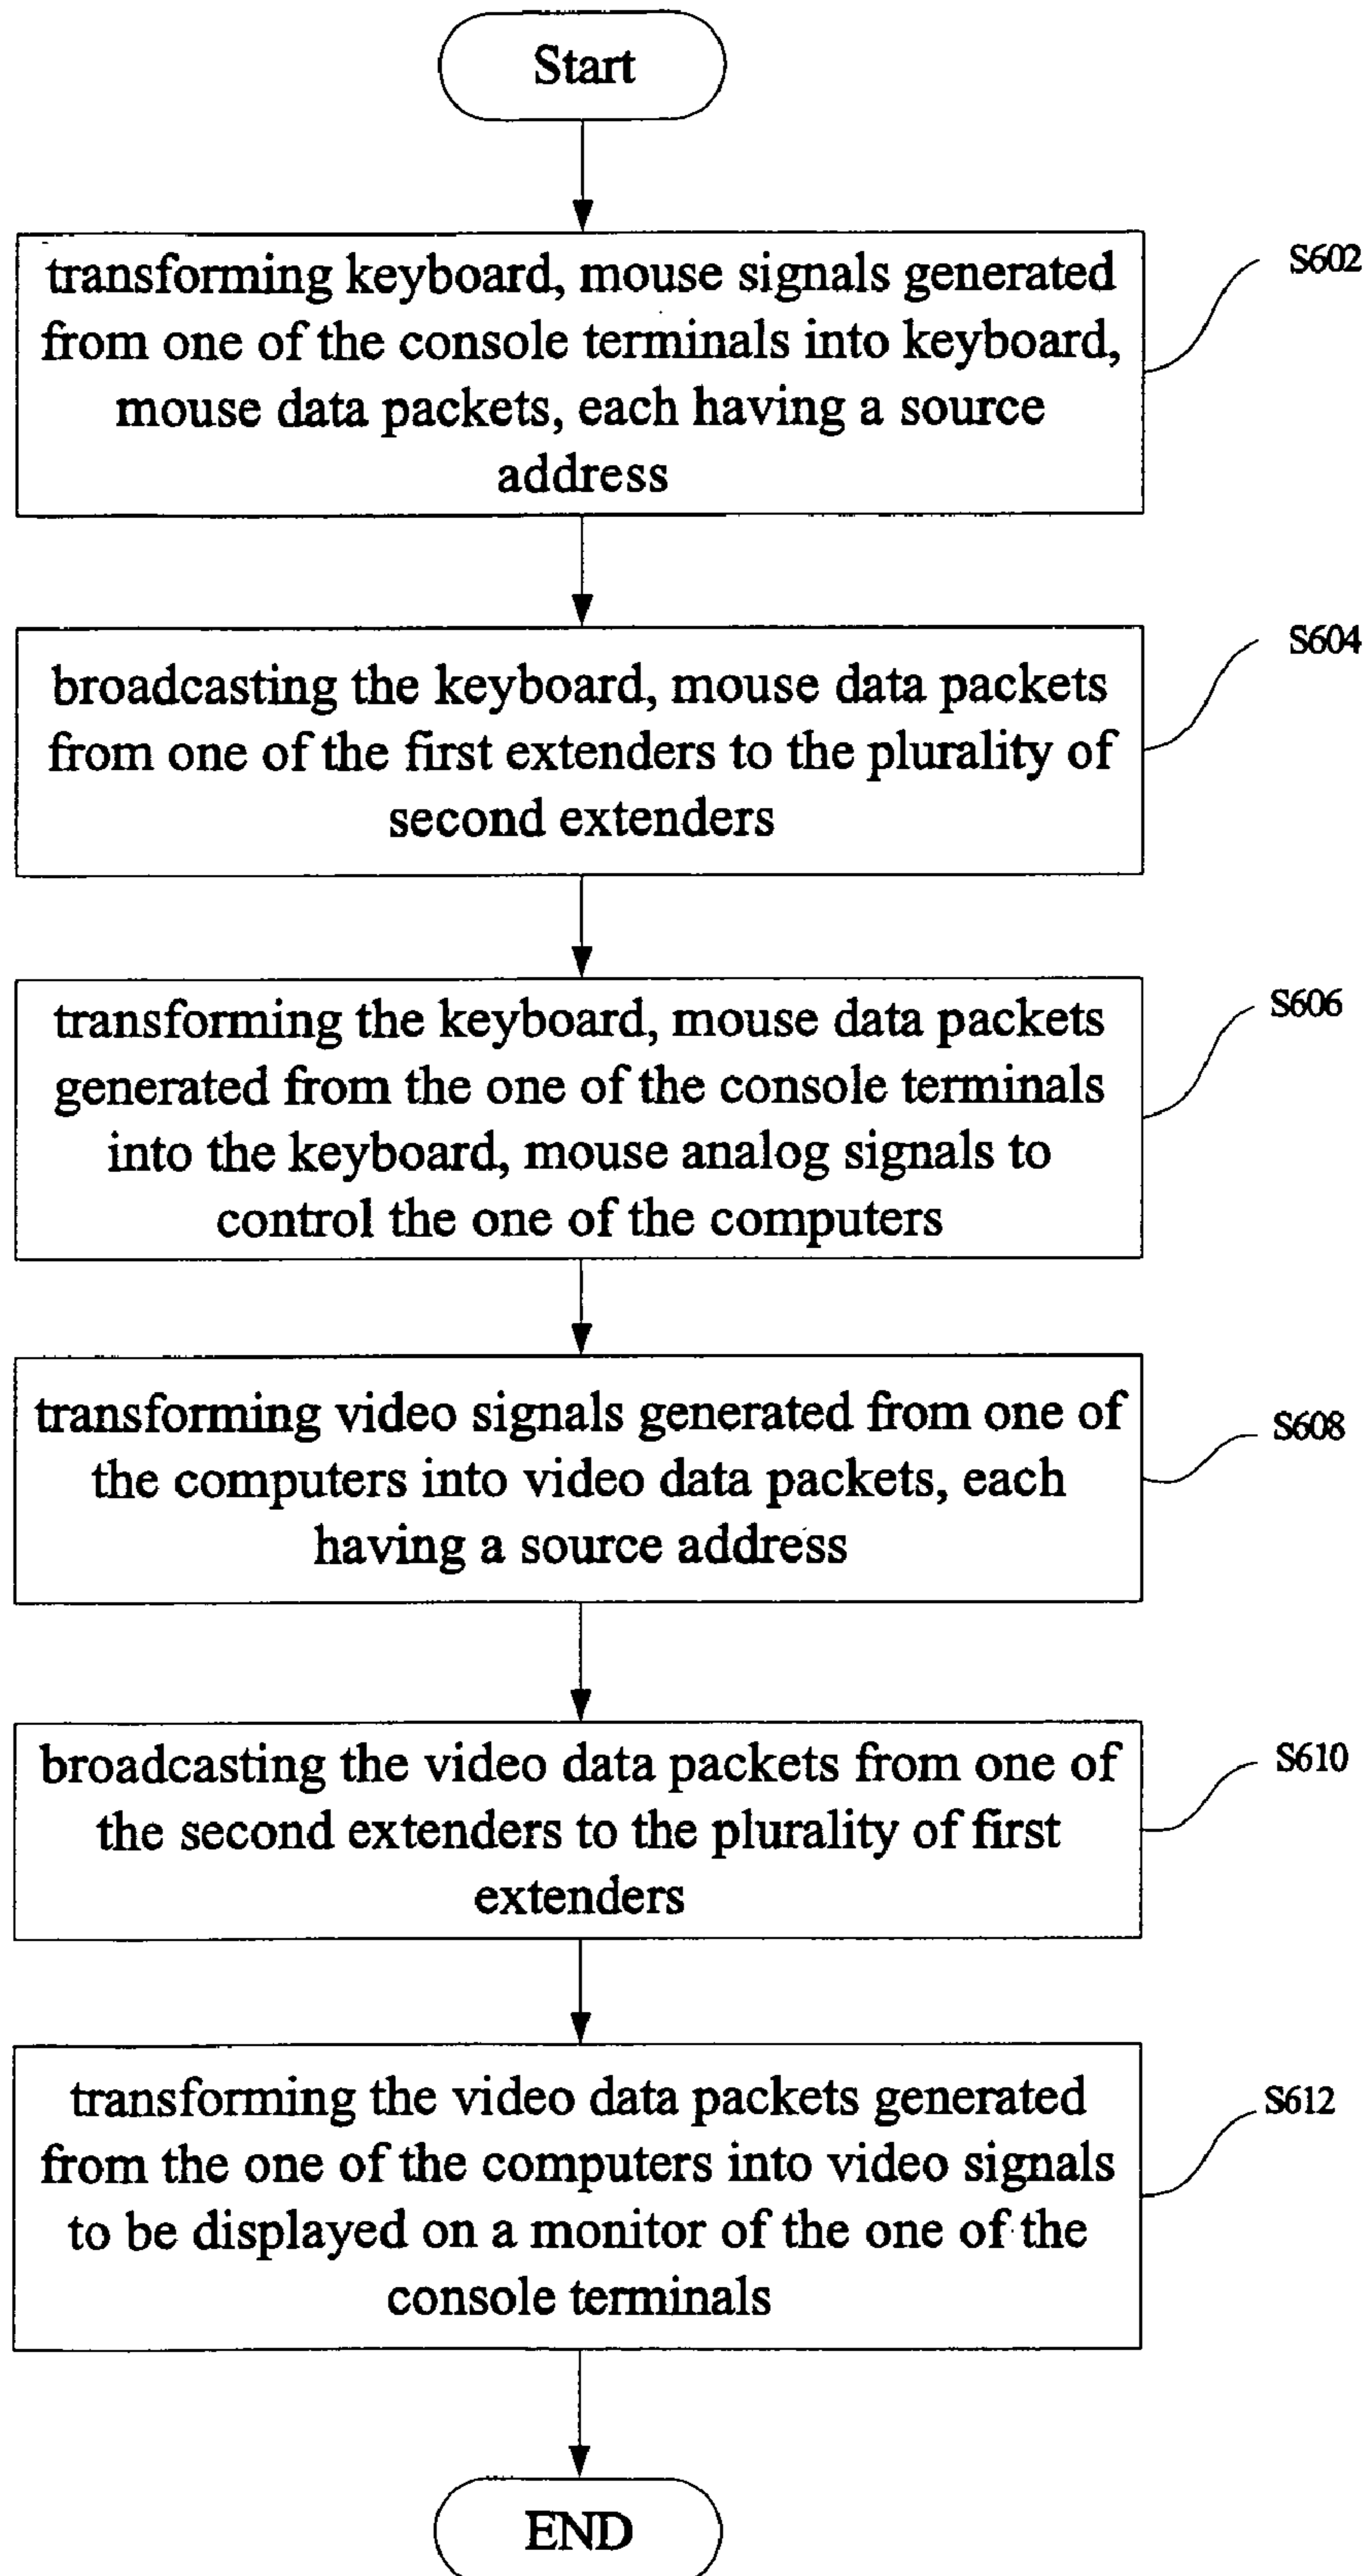 Start
transforming keyboard, mouse signals generated
from one of the console terminals into keyboard,
mouse data packets, each having a source
address
S602
broadcasting the keyboard, mouse data packets
from one of the first extenders to the plurality of
second extenders
S604
transforming the keyboard, mouse data packets
generated from the one of the console terminals
into the keyboard, mouse analog signals to
control the one of the computers
S606
transforming video signals generated from one of
the computers into video data packets, each
having a source address
S608
broadcasting the video data packets from one of
the second extenders to the plurality of first
extenders
S610
transforming the video data packets generated
from the one of the computers into video signals
to be displayed on a monitor of the one of the
console terminals
S612
END